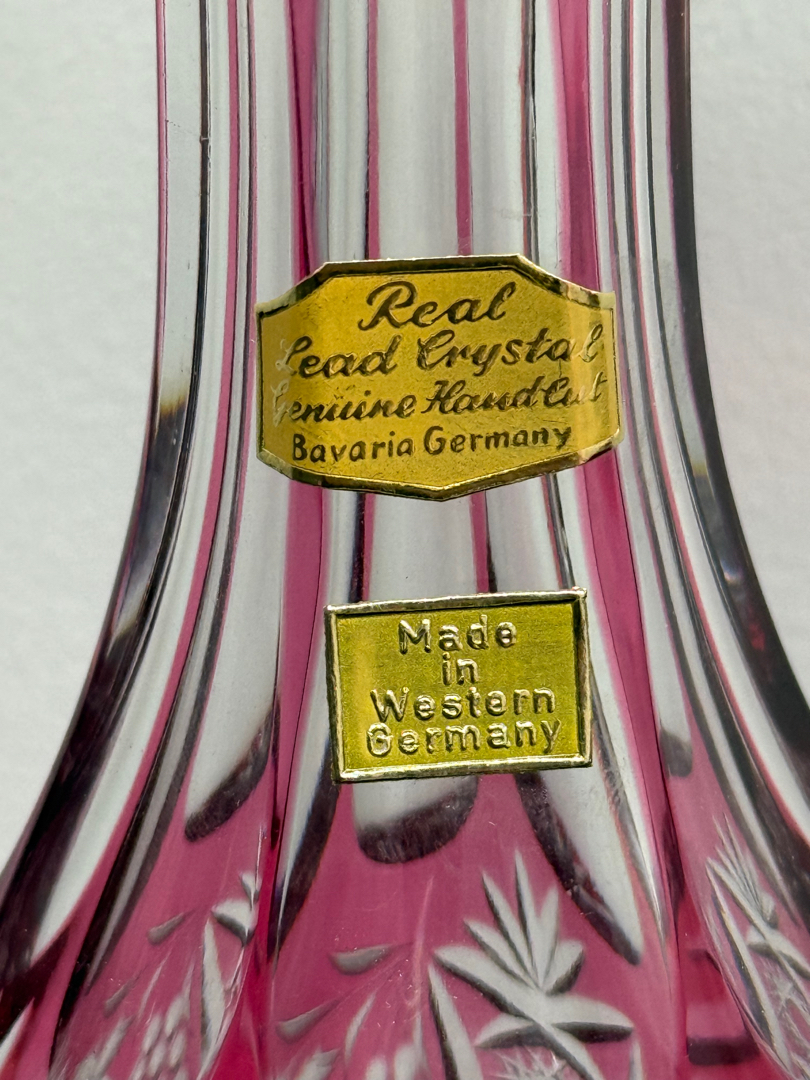 Real
Lead Crystal
Genuine Hand Cut
Bavaria Germany
Made
in
Western
Germany